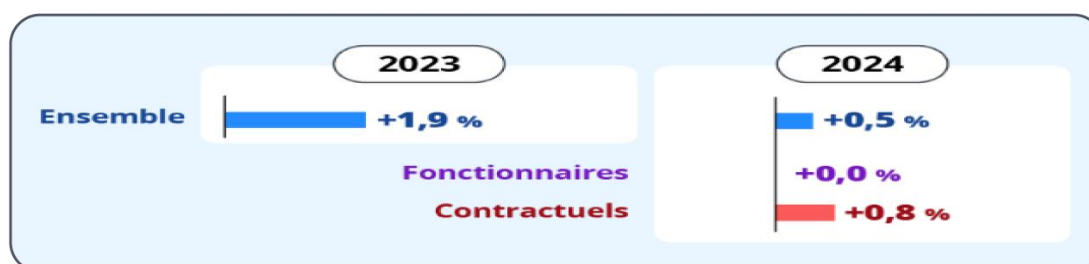 2023 2024
Ensemble +1,9 % +0,5 %
Fonctionnaires +0,0 %
Contractuels +0,8 %